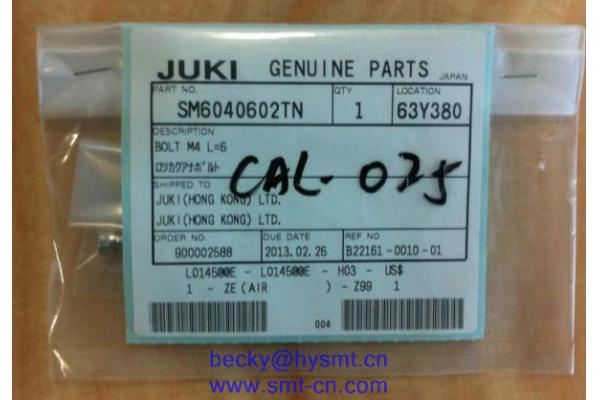 JUKI GENUINE PARTS JAPAN
PART NO. QTY LOCATION
SM6040602TN 1 63Y380
DESCRIPTION
BOLT M4 L=6
ロッカクアナボルト
CAL-025
SHIPPED TO
JUKI(HONG KONG) LTD.
JUKI(HONG KONG) LTD.
ORDER NO. DUE DATE REF NO
900002588 2013.02.26 B22161-0010-01
L014500E - L014500E - H03 - US$
1 - ZE(AIR ) - Z99 1
004
becky@hysmt.cn
www.smt-cn.com